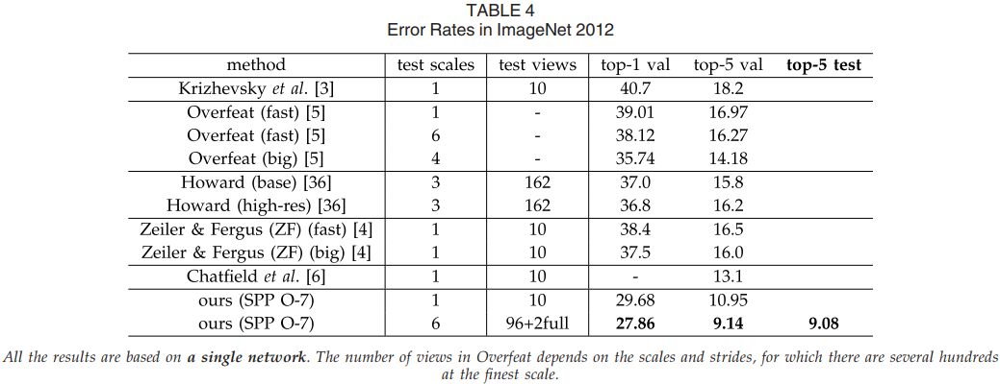 TABLE 4
Error Rates in ImageNet 2012
method test scales test views top-1 val top-5 val top-5 test
Krizhevsky et al. [3] 1 10 40.7 18.2
Overfeat (fast) [5] 1 - 39.01 16.97
Overfeat (fast) [5] 6 - 38.12 16.27
Overfeat (big) [5] 4 - 35.74 14.18
Howard (base) [36] 3 162 37.0 15.8
Howard (high-res) [36] 3 162 36.8 16.2
Zeiler & Fergus (ZF) (fast) [4] 1 10 38.4 16.5
Zeiler & Fergus (ZF) (big) [4] 1 10 37.5 16.0
Chatfield et al. [6] 1 10 - 13.1
ours (SPP O-7) 1 10 29.68 10.95
ours (SPP O-7) 6 96+2full 27.86 9.14 9.08
All the results are based on a single network. The number of views in Overfeat depends on the scales and strides, for which there are several hundreds
at the finest scale.